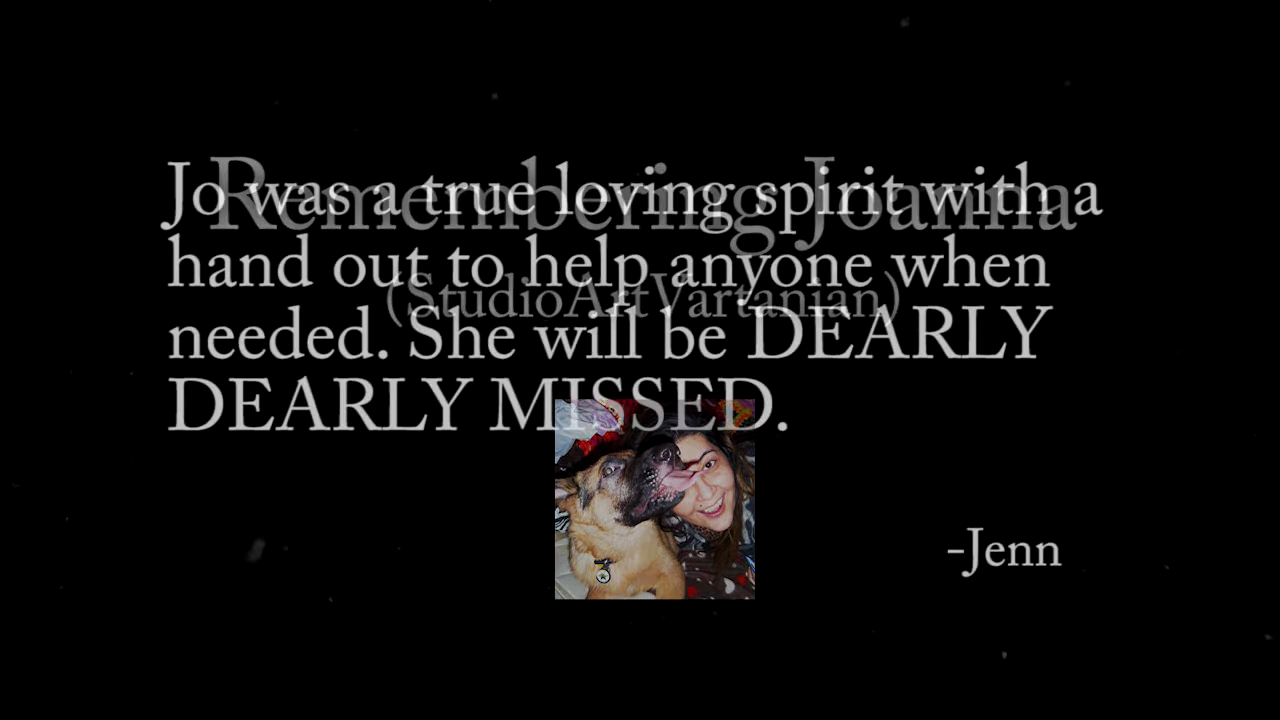 Remembering Joanna
(StudioArtVartanian)
Jo was a true loving spirit with a
hand out to help anyone when
needed. She will be DEARLY
DEARLY MISSED.
-Jenn